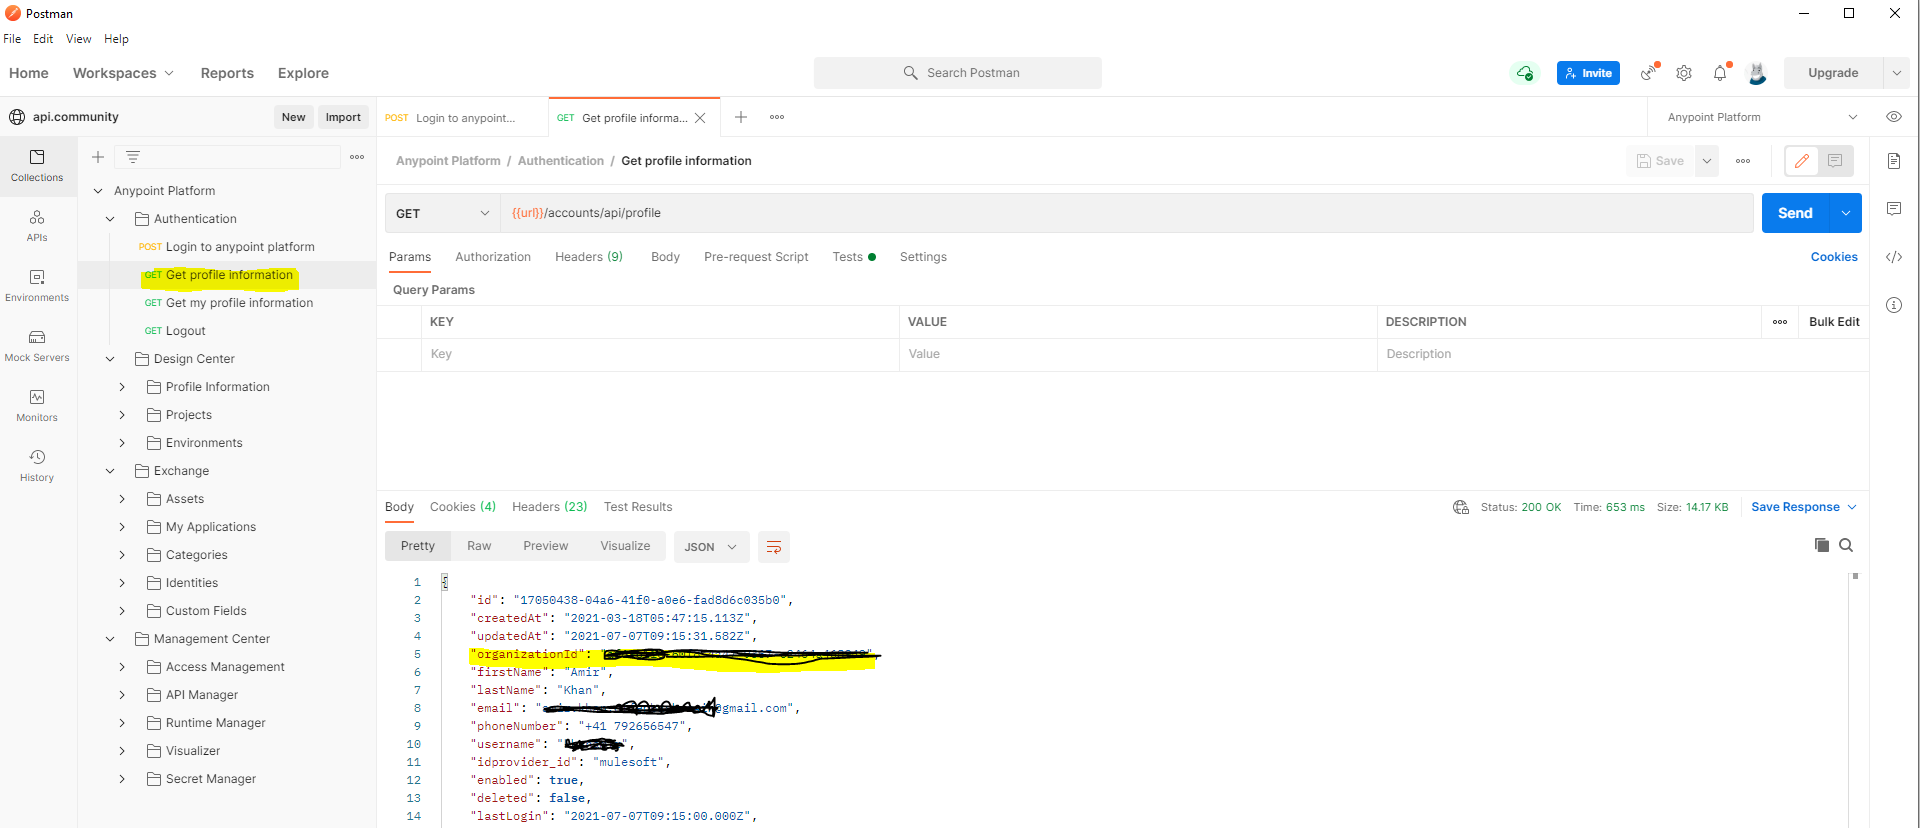 Postman
File Edit View Help
Home Workspaces Reports Explore Search Postman Invite Upgrade
api.community New Import POST Login to anypoint... GET Get profile informa... Anypoint Platform
Collections
APIs
Environments
Mock Servers
Monitors
History
Anypoint Platform
Authentication
POST Login to anypoint platform
GET Get profile information
GET Get my profile information
GET Logout
Design Center
Profile Information
Projects
Environments
Exchange
Assets
My Applications
Categories
Identities
Custom Fields
Management Center
Access Management
API Manager
Runtime Manager
Visualizer
Secret Manager
Anypoint Platform / Authentication / Get profile information Save
GET {{url}}/accounts/api/profile Send
Params Authorization Headers (9) Body Pre-request Script Tests Settings Cookies
Query Params
KEY VALUE DESCRIPTION Bulk Edit
Key Value Description
Body Cookies (4) Headers (23) Test Results Status: 200 OK Time: 653 ms Size: 14.17 KB Save Response
Pretty Raw Preview Visualize JSON
1 {
2 "id": "17050438-04a6-41f0-a0e6-fad8d6c035b0",
3 "createdAt": "2021-03-18T05:47:15.113Z",
4 "updatedAt": "2021-07-07T09:15:31.582Z",
5 "organizationId":
6 "firstName": "Amir",
7 "lastName": "Khan",
8 "email": @gmail.com",
9 "phoneNumber": "+41 792656547",
10 "username":
11 "idprovider_id": "mulesoft",
12 "enabled": true,
13 "deleted": false,
14 "lastLogin": "2021-07-07T09:15:00.000Z",